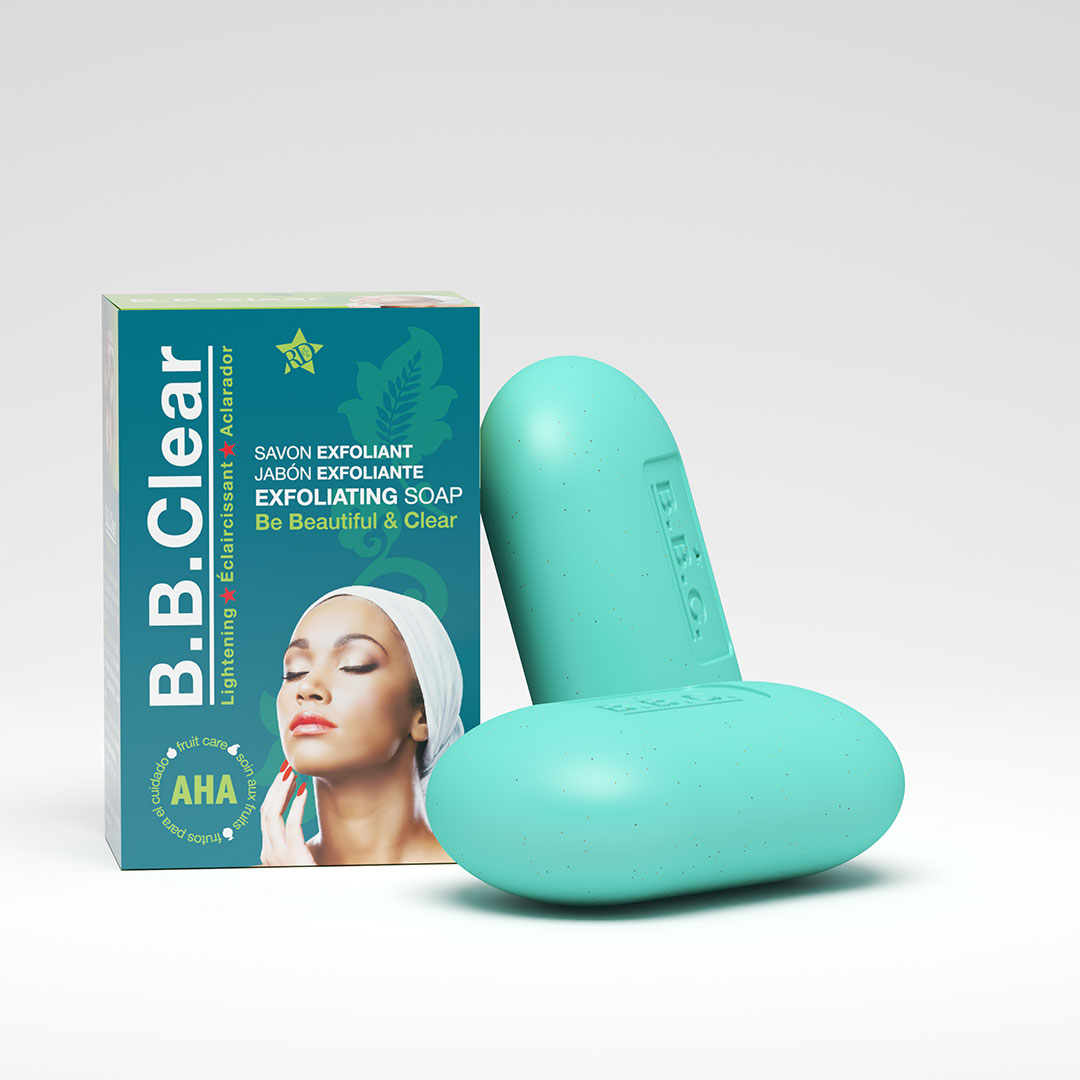 B.B.Clear
B.B.Clear
Lightening ★ Éclaircissant ★ Aclarador
SAVON EXFOLIANT
JABÓN EXFOLIANTE
EXFOLIATING SOAP
Be Beautiful & Clear
fruit care
soin aux fruits
frutos para el cuidado
AHA
B.B.C.
B.B.C.